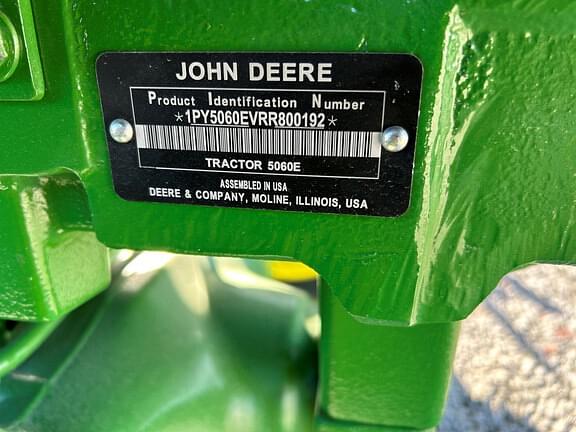 JOHN DEERE
Product Identification Number
*1PY5060EVRR800192*
TRACTOR 5060E
ASSEMBLED IN USA
DEERE & COMPANY, MOLINE, ILLINOIS, USA